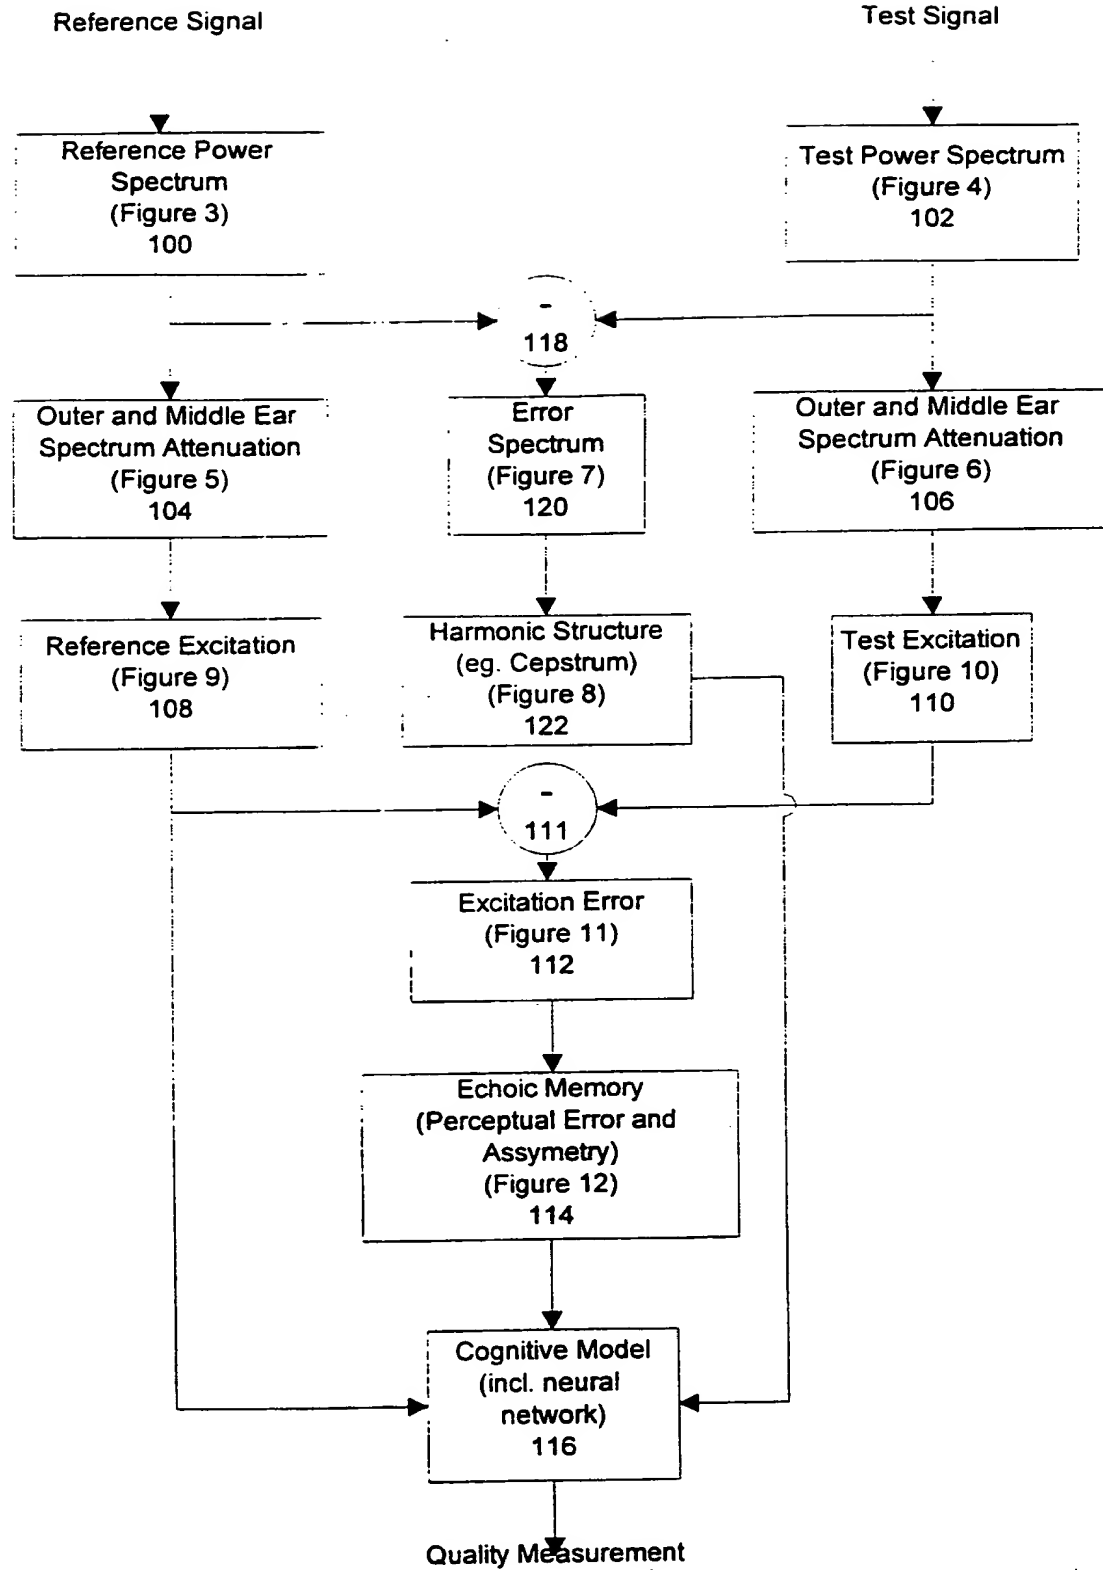 Reference Signal
Test Signal
Reference Power
Spectrum
(Figure 3)
100
Test Power Spectrum
(Figure 4)
102
-
118
Outer and Middle Ear
Spectrum Attenuation
(Figure 5)
104
Error
Spectrum
(Figure 7)
120
Outer and Middle Ear
Spectrum Attenuation
(Figure 6)
106
Reference Excitation
(Figure 9)
108
Harmonic Structure
(eg. Cepstrum)
(Figure 8)
122
Test Excitation
(Figure 10)
110
-
111
Excitation Error
(Figure 11)
112
Echoic Memory
(Perceptual Error and
Assymetry)
(Figure 12)
114
Cognitive Model
(incl. neural
network)
116
Quality Measurement